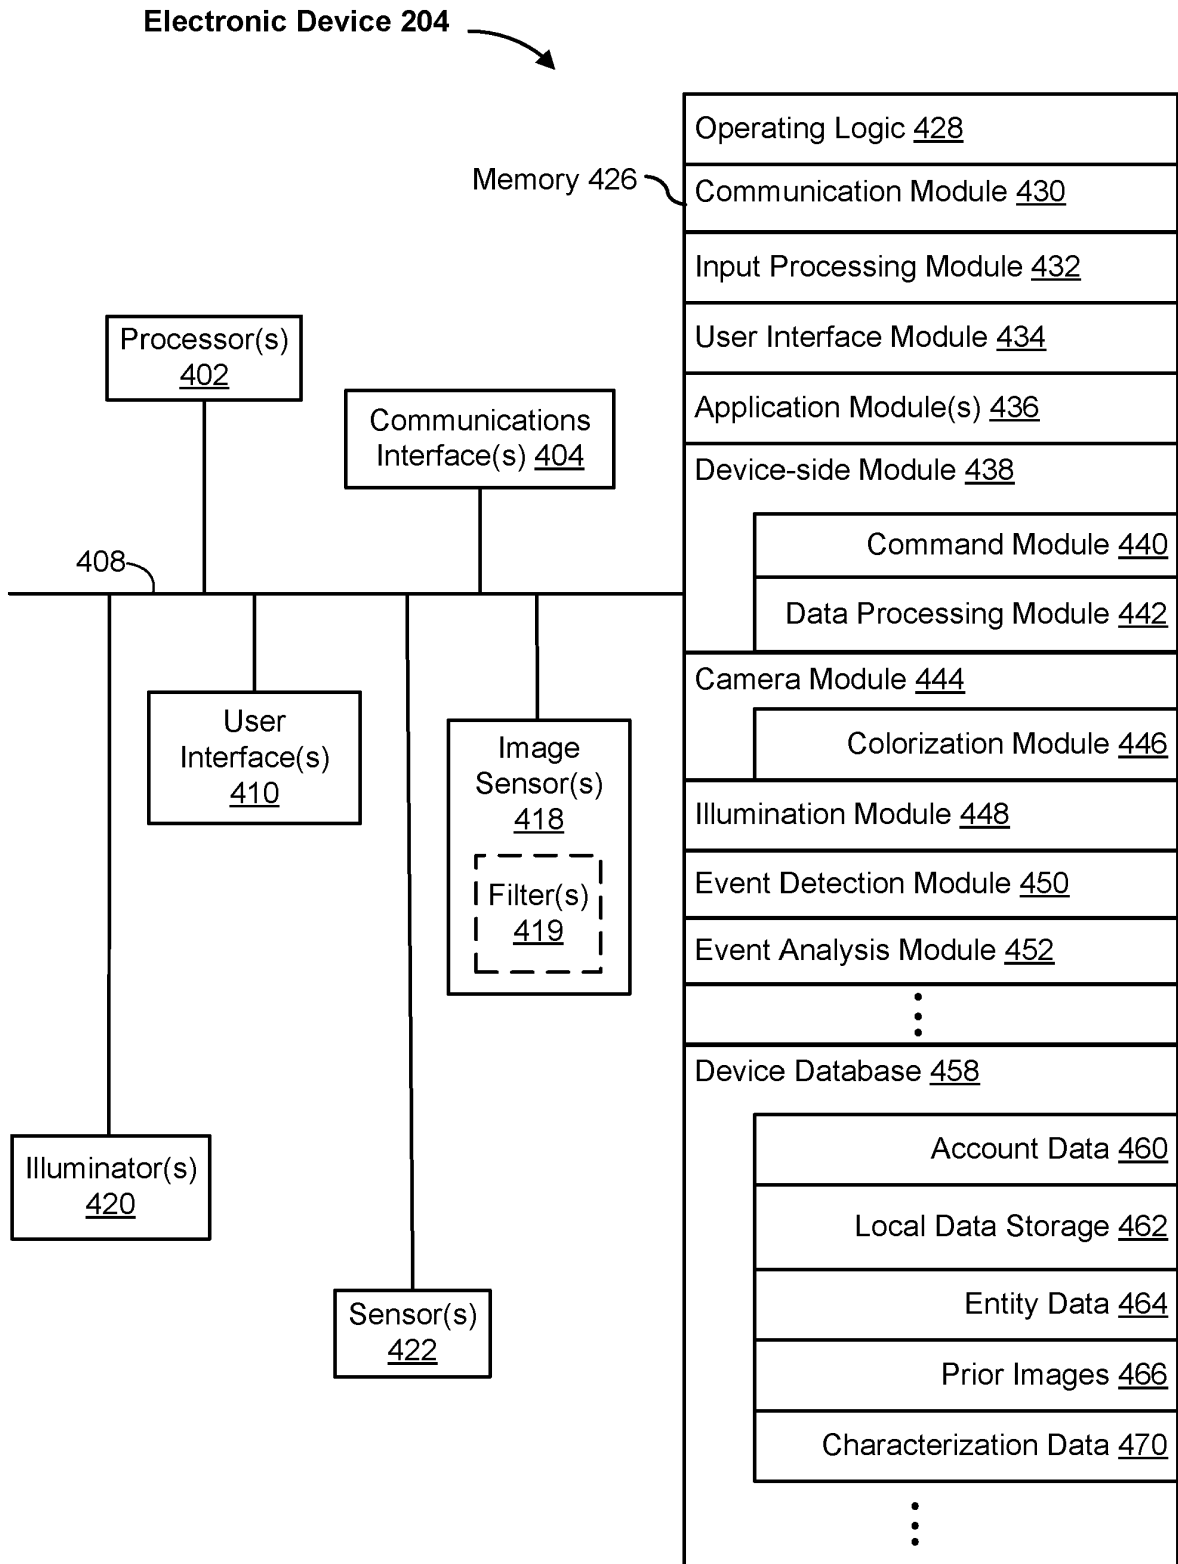 Electronic Device 204
Operating Logic 428
Memory 426
Communication Module 430
Input Processing Module 432
User Interface Module 434
Application Module(s) 436
Device-side Module 438
Command Module 440
Data Processing Module 442
Camera Module 444
Colorization Module 446
Illumination Module 448
Event Detection Module 450
Event Analysis Module 452
Device Database 458
Account Data 460
Local Data Storage 462
Entity Data 464
Prior Images 466
Characterization Data 470
Processor(s)
402
Communications
Interface(s) 404
408
User
Interface(s)
410
Image
Sensor(s)
418
Filter(s)
419
Illuminator(s)
420
Sensor(s)
422